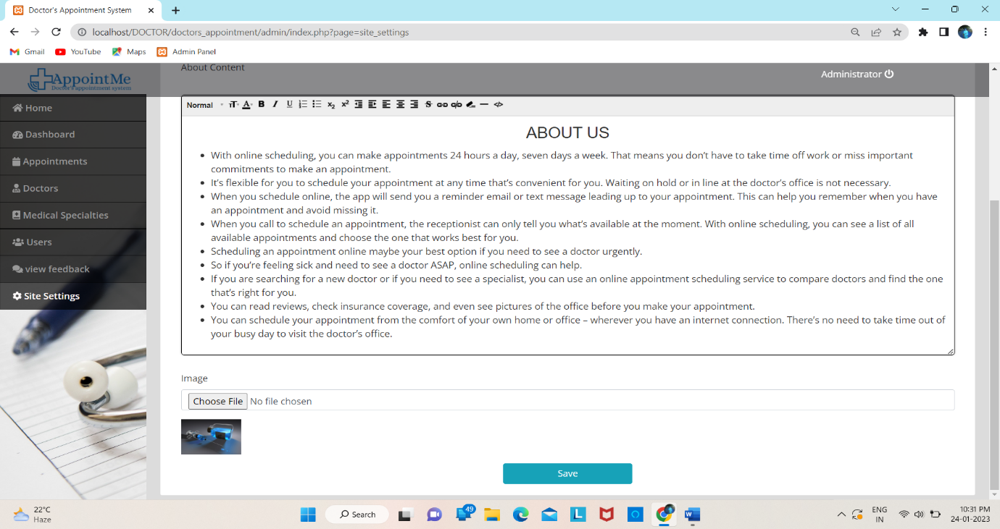 Doctor's Appointment System
localhost/DOCTOR/doctors_appointment/admin/index.php?page=site_settings
Gmail YouTube Maps Admin Panel
AppointMe
Doctor's appointment system
About Content
Administrator
Home
Dashboard
Appointments
Doctors
Medical Specialties
Users
view feedback
Site Settings
Normal
ABOUT US
With online scheduling, you can make appointments 24 hours a day, seven days a week. That means you don't have to take time off work or miss important
commitments to make an appointment.
It's flexible for you to schedule your appointment at any time that's convenient for you. Waiting on hold or in line at the doctor's office is not necessary.
When you schedule online, the app will send you a reminder email or text message leading up to your appointment. This can help you remember when you have
an appointment and avoid missing it.
When you call to schedule an appointment, the receptionist can only tell you what's available at the moment. With online scheduling, you can see a list of all
available appointments and choose the one that works best for you.
Scheduling an appointment online maybe your best option if you need to see a doctor urgently.
So if you're feeling sick and need to see a doctor ASAP, online scheduling can help.
If you are searching for a new doctor or if you need to see a specialist, you can use an online appointment scheduling service to compare doctors and find the one
that's right for you.
You can read reviews, check insurance coverage, and even see pictures of the office before you make your appointment.
You can schedule your appointment from the comfort of your own home or office – wherever you have an internet connection. There's no need to take time out of
your busy day to visit the doctor's office.
Image
Choose File No file chosen
Save
22°C
Haze
Search
49
ENG
IN
10:31 PM
24-01-2023